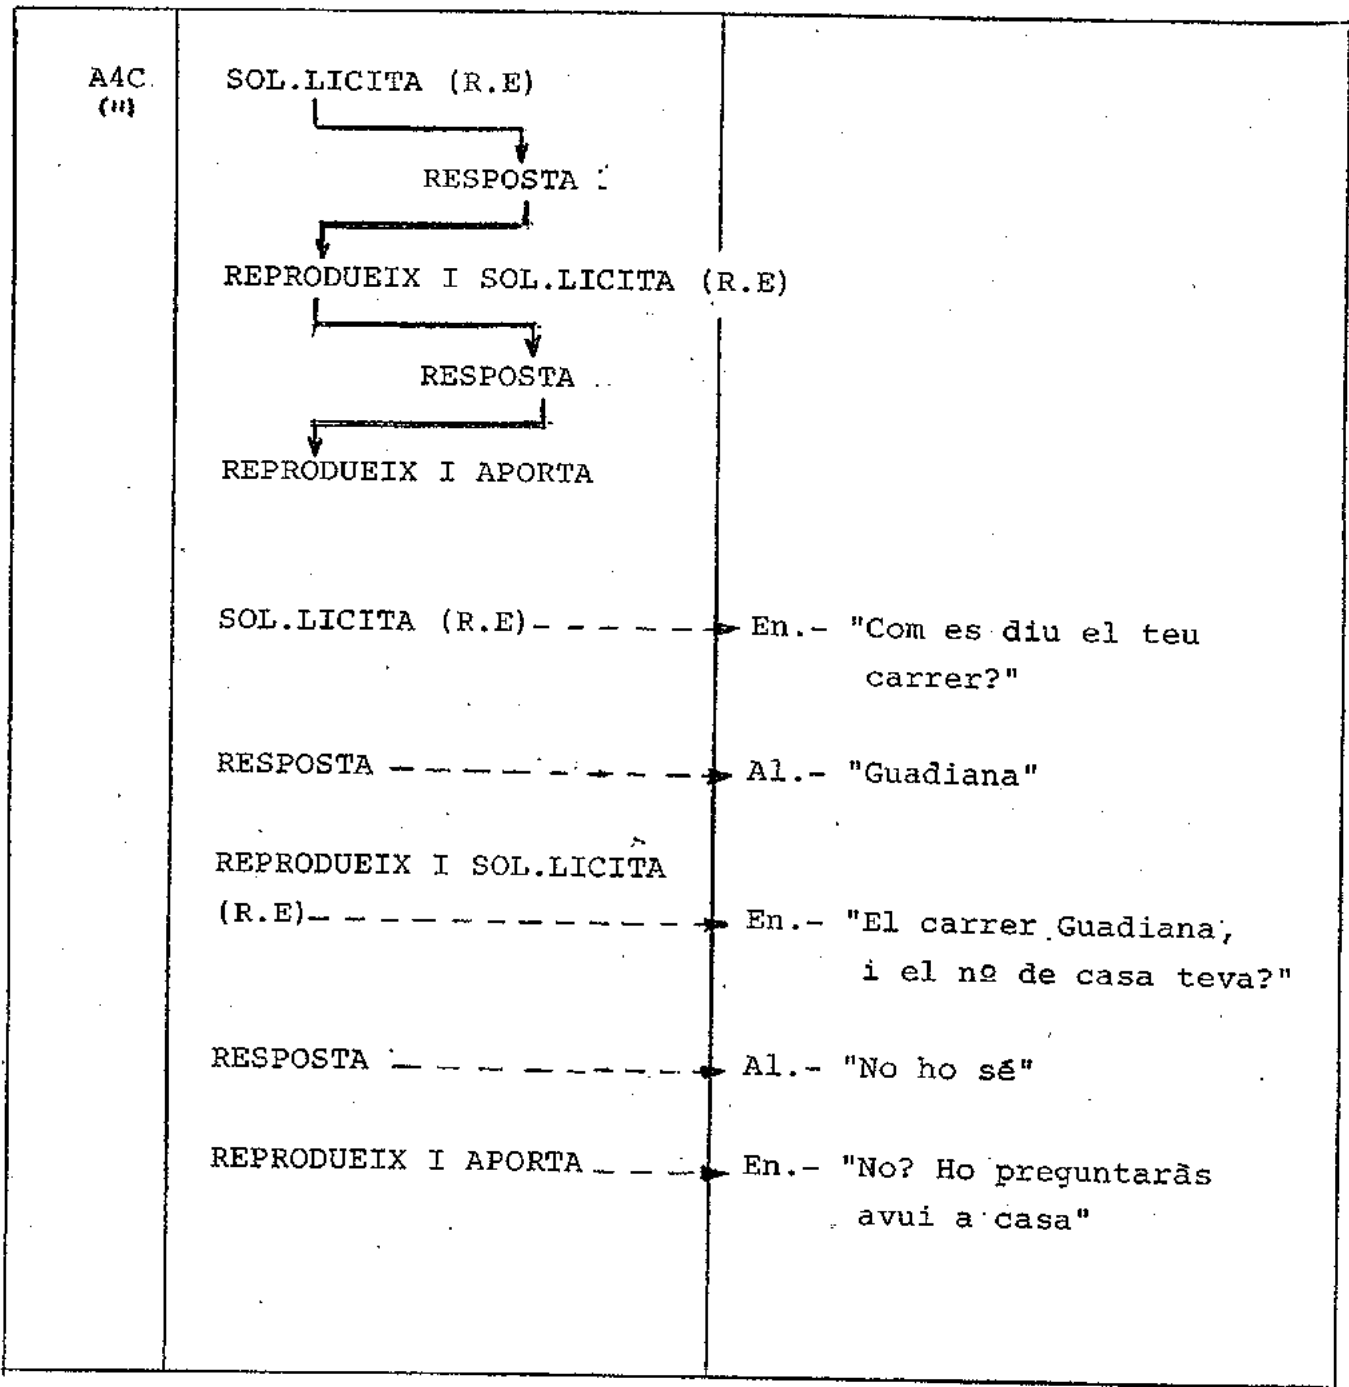 A4C
(")
SOL.LICITA (R.E)
RESPOSTA
REPRODUEIX I SOL.LICITA (R.E)
RESPOSTA
REPRODUEIX I APORTA
SOL.LICITA (R.E) En.- "Com es diu el teu
carrer?"
RESPOSTA Al.- "Guadiana"
REPRODUEIX I SOL.LICITA
(R.E) En.- "El carrer Guadiana,
i el nº de casa teva?"
RESPOSTA Al.- "No ho sé"
REPRODUEIX I APORTA En.- "No? Ho preguntaràs
avui a casa"